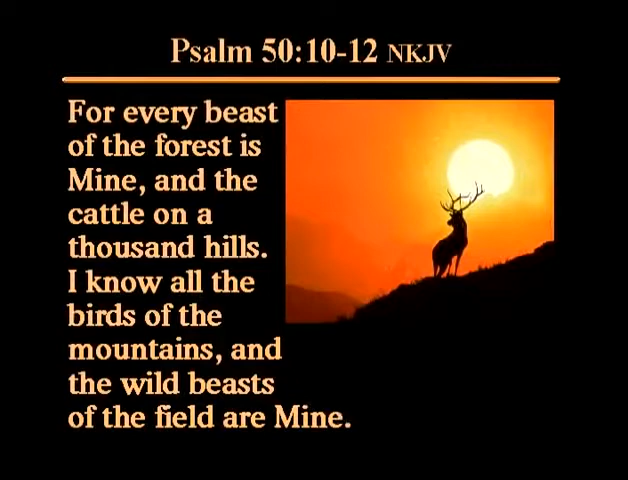 Psalm 50:10-12 NKJV
For every beast
of the forest is
Mine, and the
cattle on a
thousand hills.
I know all the
birds of the
mountains, and
the wild beasts
of the field are Mine.